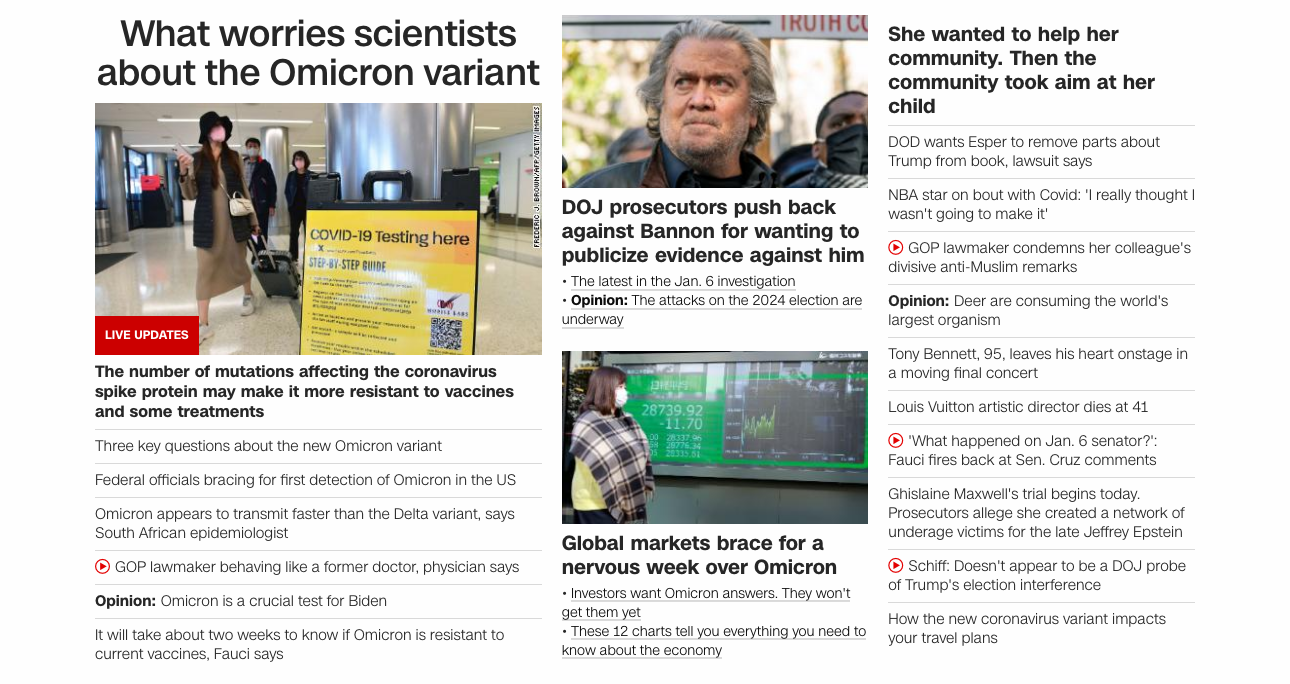 What worries scientists
about the Omicron variant
FREDERIC J. BROWN/AFP/GETTY IMAGES
COVID-19 Testing here
STEP-BY-STEP GUIDE
MOBILE LABS
LIVE UPDATES
The number of mutations affecting the coronavirus
spike protein may make it more resistant to vaccines
and some treatments
Three key questions about the new Omicron variant
Federal officials bracing for first detection of Omicron in the US
Omicron appears to transmit faster than the Delta variant, says
South African epidemiologist
GOP lawmaker behaving like a former doctor, physician says
Opinion: Omicron is a crucial test for Biden
It will take about two weeks to know if Omicron is resistant to
current vaccines, Fauci says
TRUTH CO
DOJ prosecutors push back
against Bannon for wanting to
publicize evidence against him
• The latest in the Jan. 6 investigation
• Opinion: The attacks on the 2024 election are
underway
28739.92
-11.70
28337.96
28776.34
28335.51
Global markets brace for a
nervous week over Omicron
• Investors want Omicron answers. They won't
get them yet
• These 12 charts tell you everything you need to
know about the economy
She wanted to help her
community. Then the
community took aim at her
child
DOD wants Esper to remove parts about
Trump from book, lawsuit says
NBA star on bout with Covid: 'I really thought I
wasn't going to make it'
GOP lawmaker condemns her colleague's
divisive anti-Muslim remarks
Opinion: Deer are consuming the world's
largest organism
Tony Bennett, 95, leaves his heart onstage in
a moving final concert
Louis Vuitton artistic director dies at 41
'What happened on Jan. 6 senator?':
Fauci fires back at Sen. Cruz comments
Ghislaine Maxwell's trial begins today.
Prosecutors allege she created a network of
underage victims for the late Jeffrey Epstein
Schiff: Doesn't appear to be a DOJ probe
of Trump's election interference
How the new coronavirus variant impacts
your travel plans